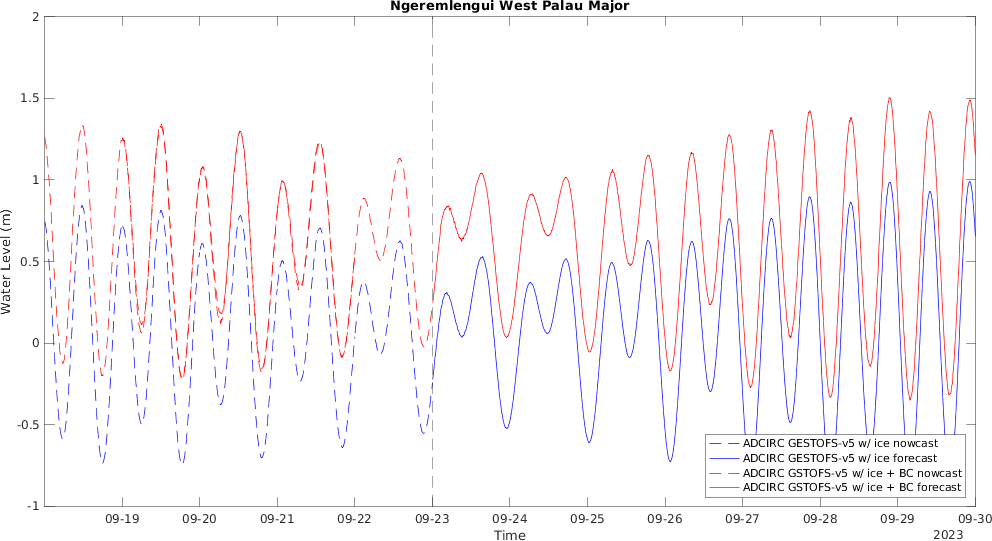 Ngeremlengui West Palau Major
2
1.5
1
0.5
0
-0.5
-1
Water Level (m)
ADCIRC GESTOFS-v5 w/ ice nowcast
ADCIRC GESTOFS-v5 w/ ice forecast
ADCIRC GSTOFS-v5 w/ ice + BC nowcast
ADCIRC GSTOFS-v5 w/ ice + BC forecast
09-19 09-20 09-21 09-22 09-23 09-24 09-25 09-26 09-27 09-28 09-29 09-30
Time
2023